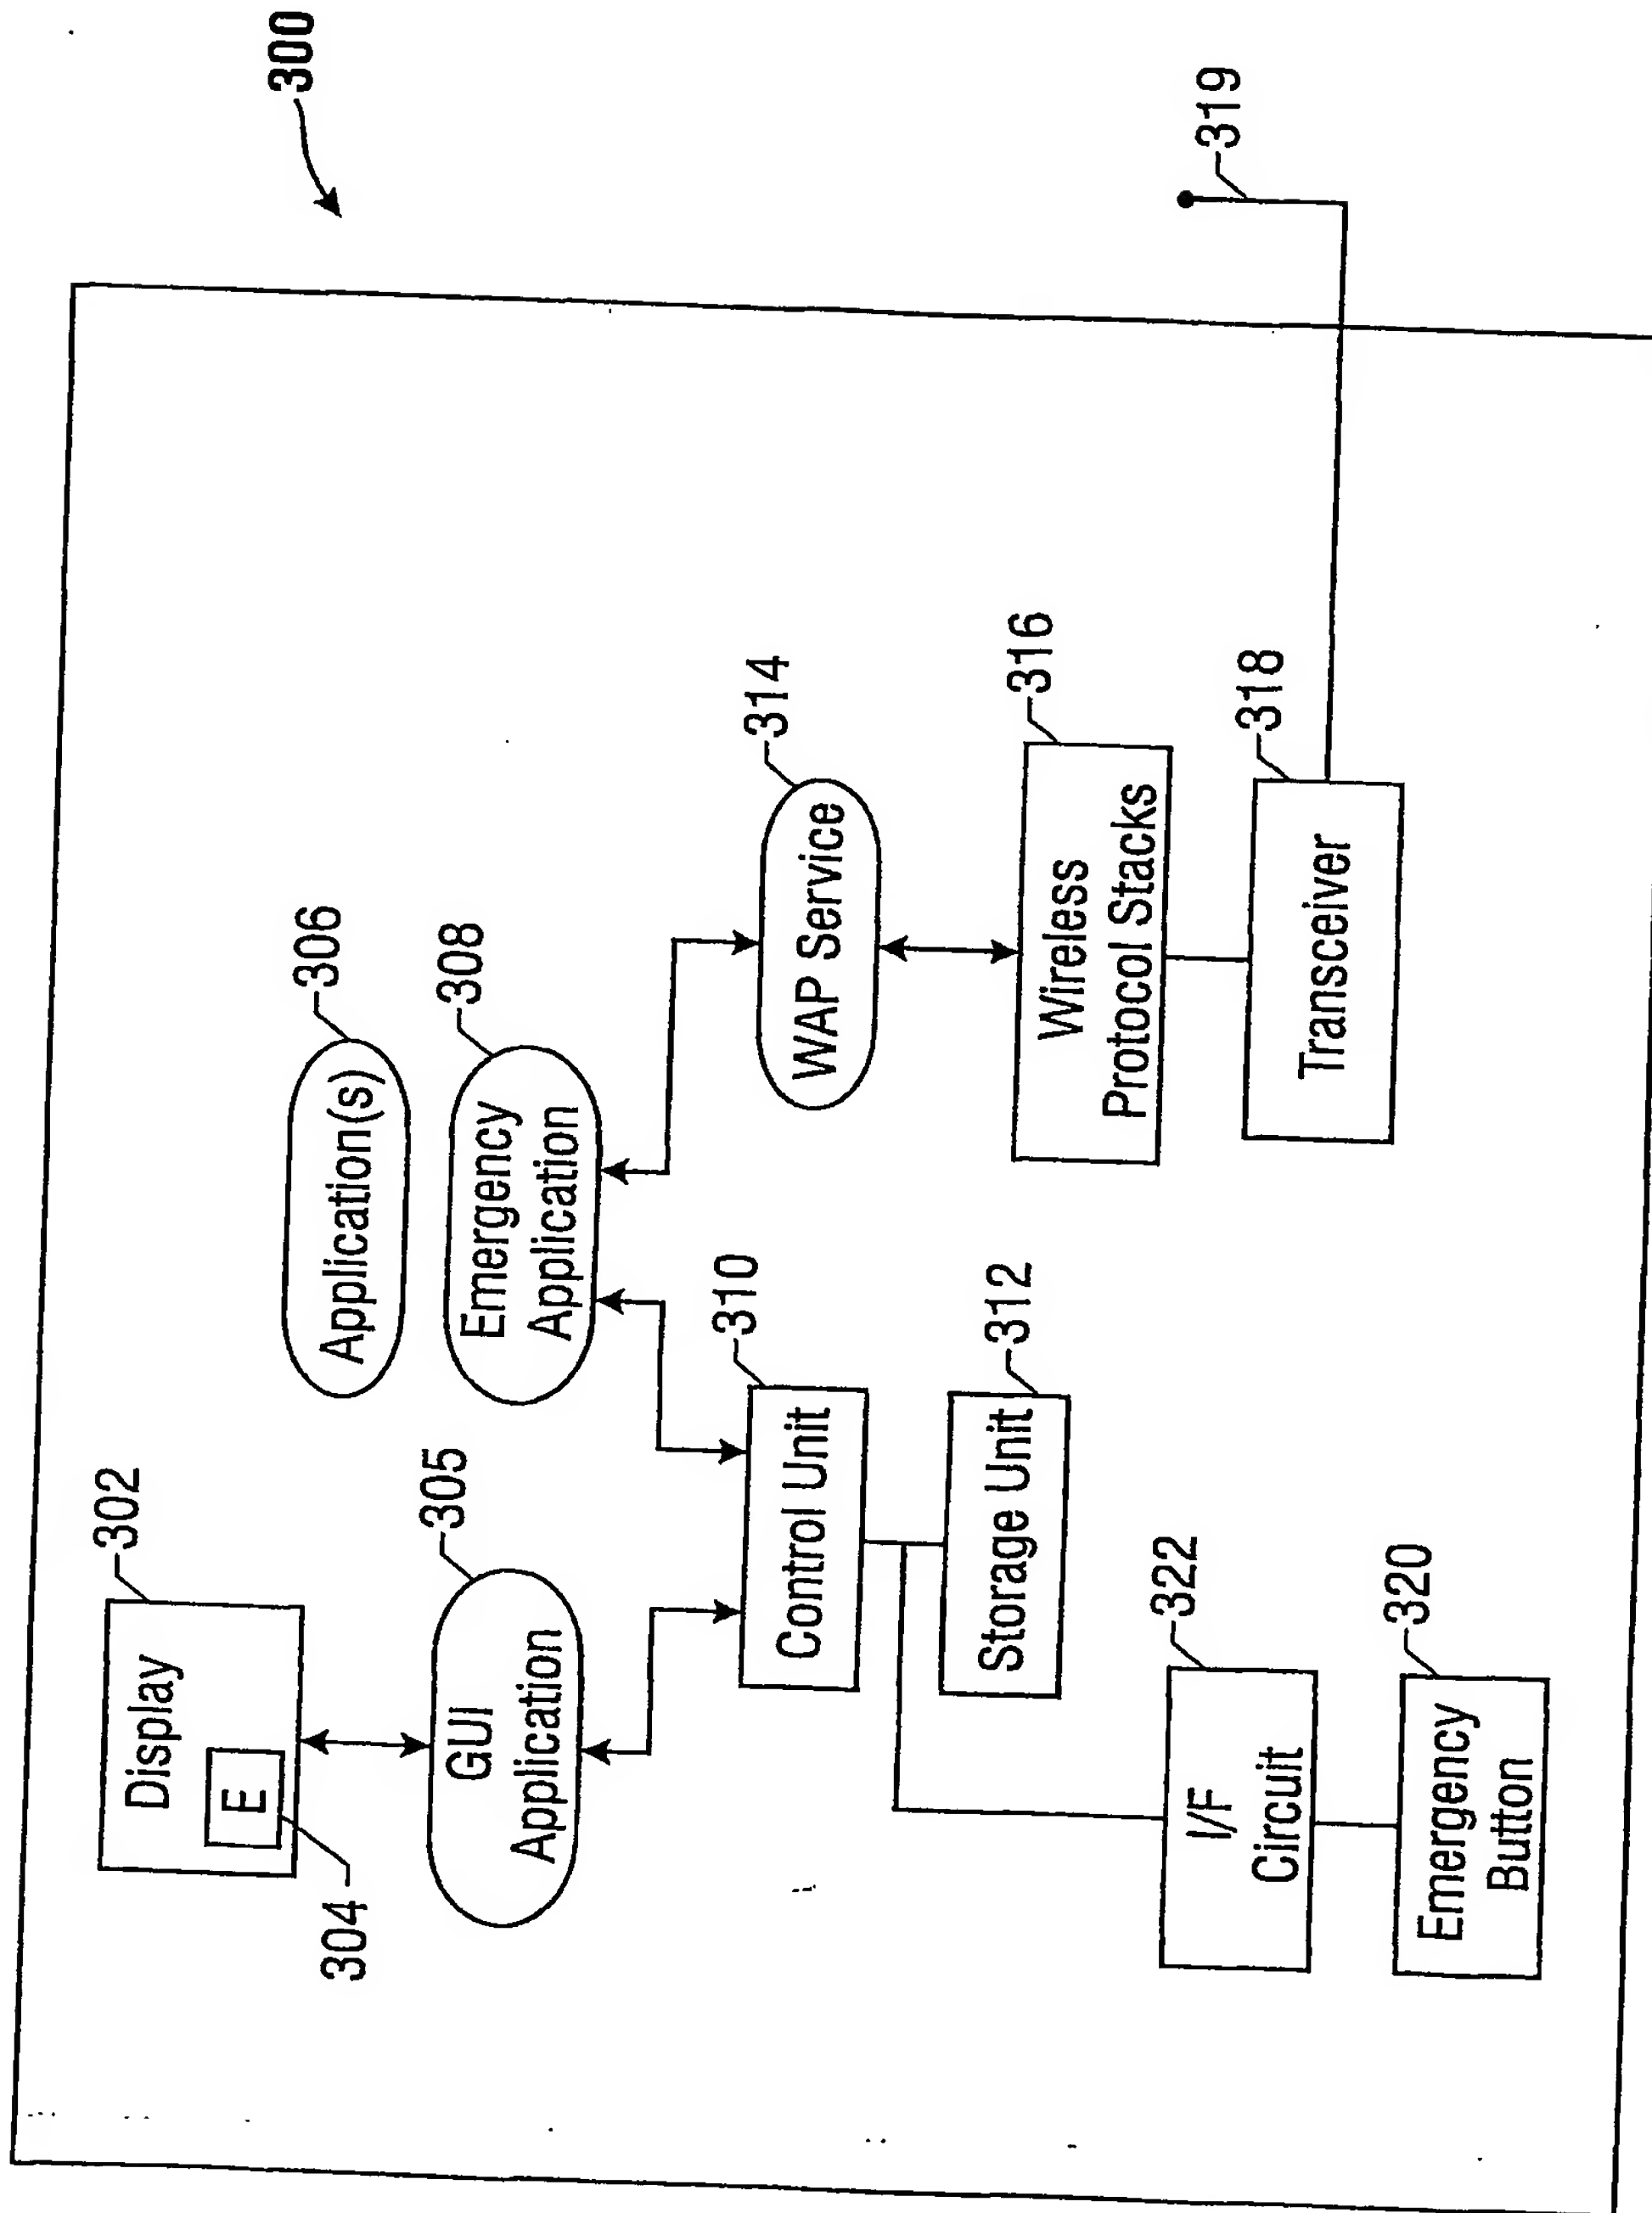 300
302
Display
E
304
305
GUI
Application
306
Application(s)
308
Emergency
Application
310
Control Unit
312
Storage Unit
314
WAP Service
316
Wireless
Protocol Stacks
318
Transceiver
319
322
I/F
Circuit
320
Emergency
Button